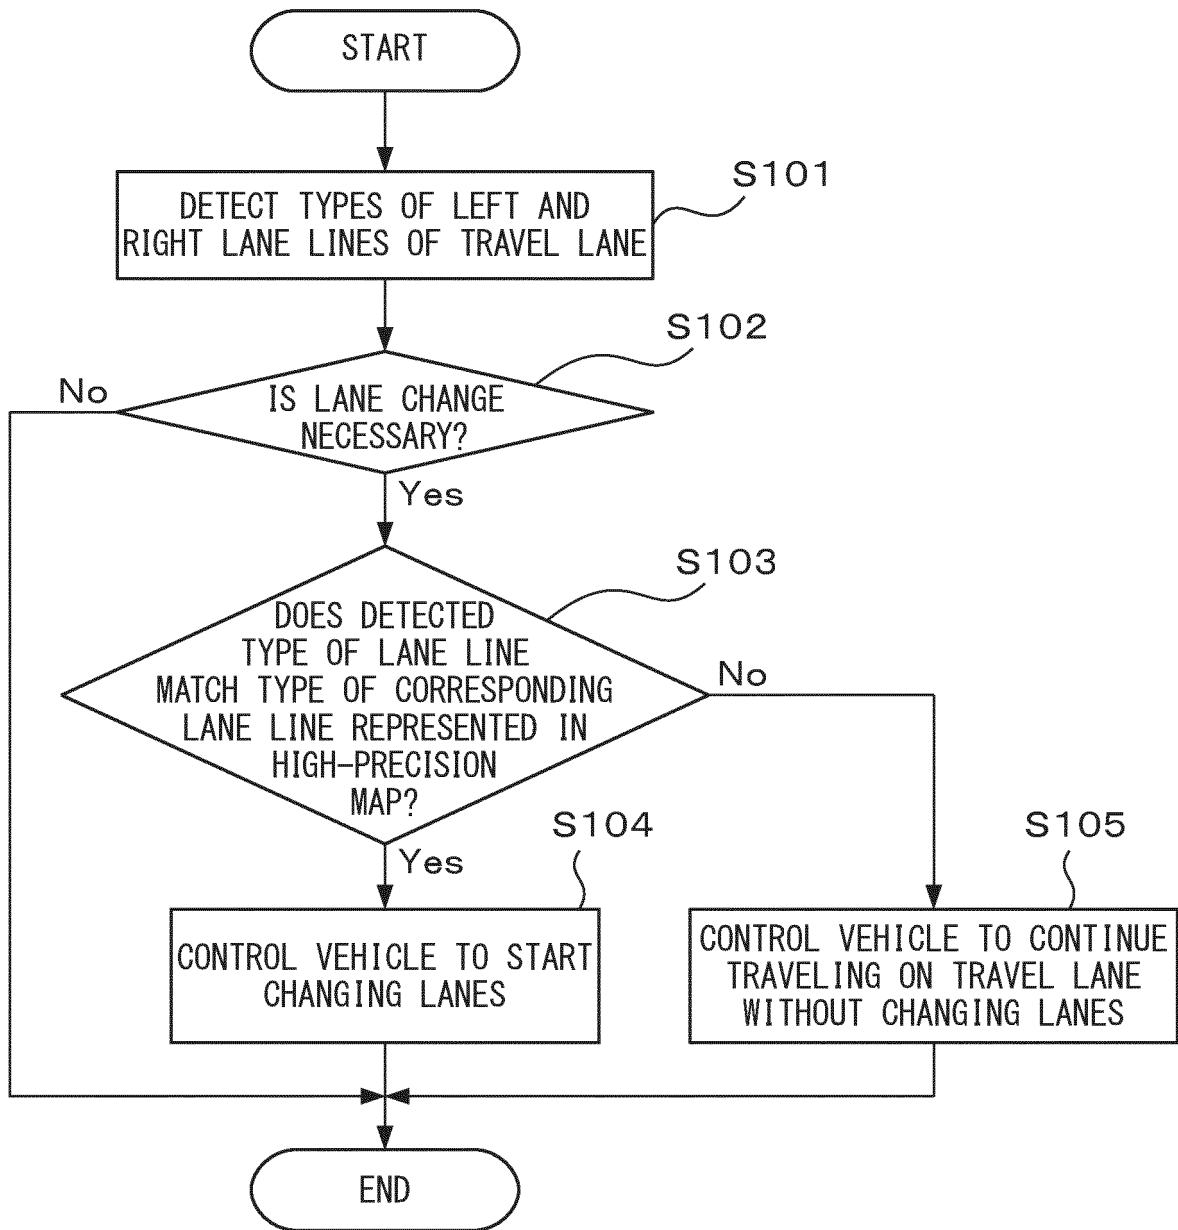 START
S101
DETECT TYPES OF LEFT AND
RIGHT LANE LINES OF TRAVEL LANE
S102
No
IS LANE CHANGE
NECESSARY?
Yes
S103
DOES DETECTED
TYPE OF LANE LINE
MATCH TYPE OF CORRESPONDING
LANE LINE REPRESENTED IN
HIGH-PRECISION
MAP?
No
Yes
S104
S105
CONTROL VEHICLE TO START
CHANGING LANES
CONTROL VEHICLE TO CONTINUE
TRAVELING ON TRAVEL LANE
WITHOUT CHANGING LANES
END